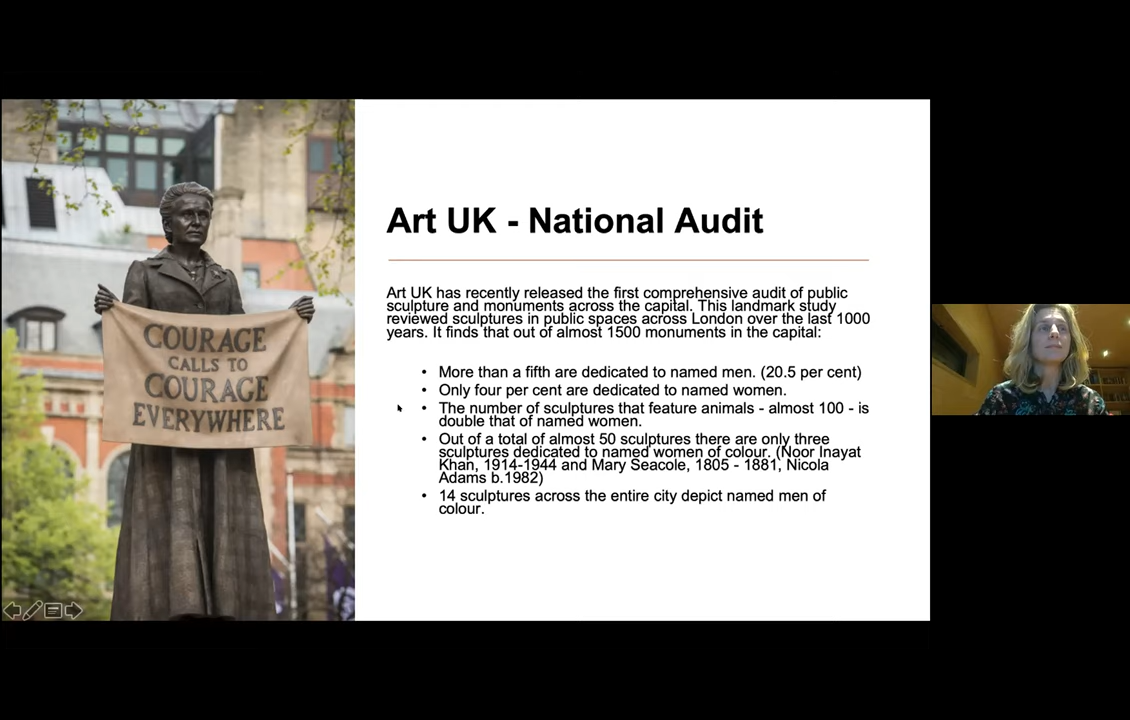 COURAGE
CALLS TO
COURAGE
EVERYWHERE
Art UK - National Audit
Art UK has recently released the first comprehensive audit of public
sculpture and monuments across the capital. This landmark study
reviewed sculptures in public spaces across London over the last 1000
years. It finds that out of almost 1500 monuments in the capital:
• More than a fifth are dedicated to named men. (20.5 per cent)
• Only four per cent are dedicated to named women.
• The number of sculptures that feature animals - almost 100 - is
double that of named women.
• Out of a total of almost 50 sculptures there are only three
sculptures dedicated to named women of colour. (Noor Inayat
Khan, 1914-1944 and Mary Seacole, 1805 - 1881, Nicola
Adams b.1982)
• 14 sculptures across the entire city depict named men of
colour.